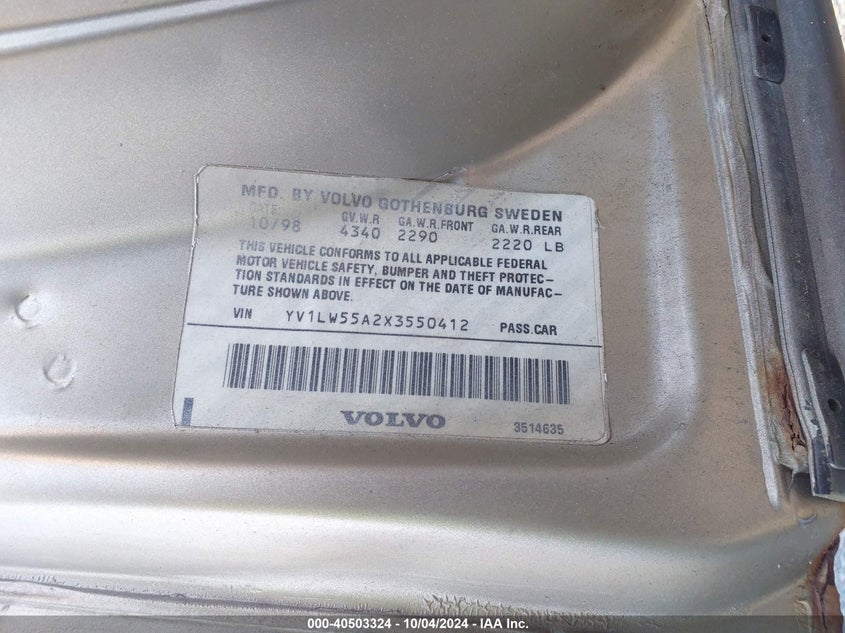 MFD. BY VOLVO GOTHENBURG SWEDEN
DATE: G.V.W.R GA.W.R.FRONT GA.W.R.REAR
10/98 4340 2290 2220 LB
THIS VEHICLE CONFORMS TO ALL APPLICABLE FEDERAL
MOTOR VEHICLE SAFETY, BUMPER AND THEFT PROTEC–
TION STANDARDS IN EFFECT ON THE DATE OF MANUFAC–
TURE SHOWN ABOVE.
VIN YV1LW55A2X3550412 PASS.CAR
VOLVO 3514635
000-40503324 - 10/04/2024 - IAA Inc.